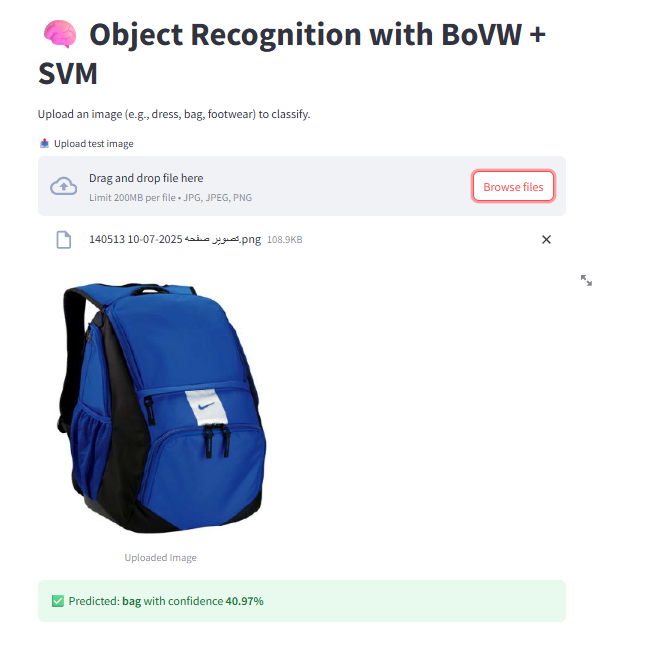 🧠 Object Recognition with BoVW +
SVM
Upload an image (e.g., dress, bag, footwear) to classify.
📤 Upload test image
Drag and drop file here
Limit 200MB per file • JPG, JPEG, PNG
Browse files
140513 10-07-2025 تصویر صفحه.png 108.9KB
Uploaded Image
✅ Predicted: bag with confidence 40.97%